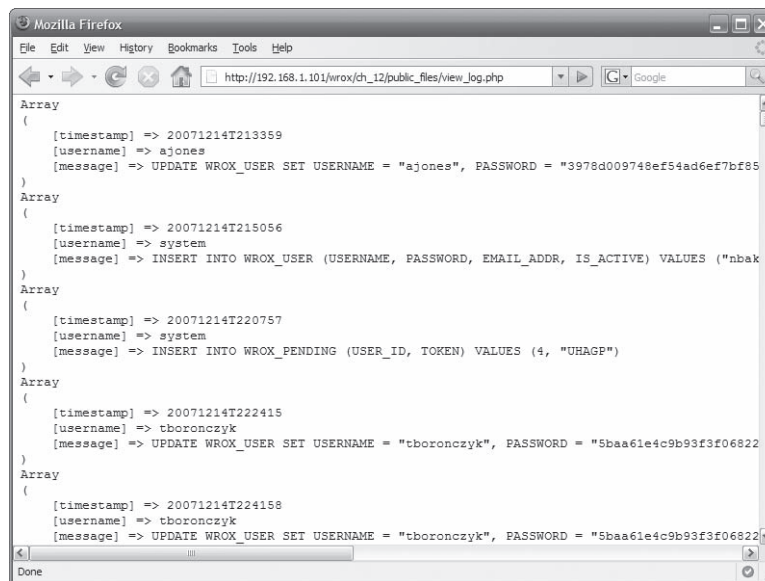 Mozilla Firefox
File Edit View History Bookmarks Tools Help
http://192.168.1.101/wrox/ch_12/public_files/view_log.php
G Google
Array
(
[timestamp] => 20071214T213359
[username] => ajones
[message] => UPDATE WROX_USER SET USERNAME = "ajones", PASSWORD = "3978d009748ef54ad6ef7bf85
)
Array
(
[timestamp] => 20071214T215056
[username] => system
[message] => INSERT INTO WROX_USER (USERNAME, PASSWORD, EMAIL_ADDR, IS_ACTIVE) VALUES ("nbak
)
Array
(
[timestamp] => 20071214T220757
[username] => system
[message] => INSERT INTO WROX_PENDING (USER_ID, TOKEN) VALUES (4, "UHAGP")
)
Array
(
[timestamp] => 20071214T222415
[username] => tboronczyk
[message] => UPDATE WROX_USER SET USERNAME = "tboronczyk", PASSWORD = "5baa61e4c9b93f3f06822
)
Array
(
[timestamp] => 20071214T224158
[username] => tboronczyk
[message] => UPDATE WROX_USER SET USERNAME = "tboronczyk", PASSWORD = "5baa61e4c9b93f3f06822
Done